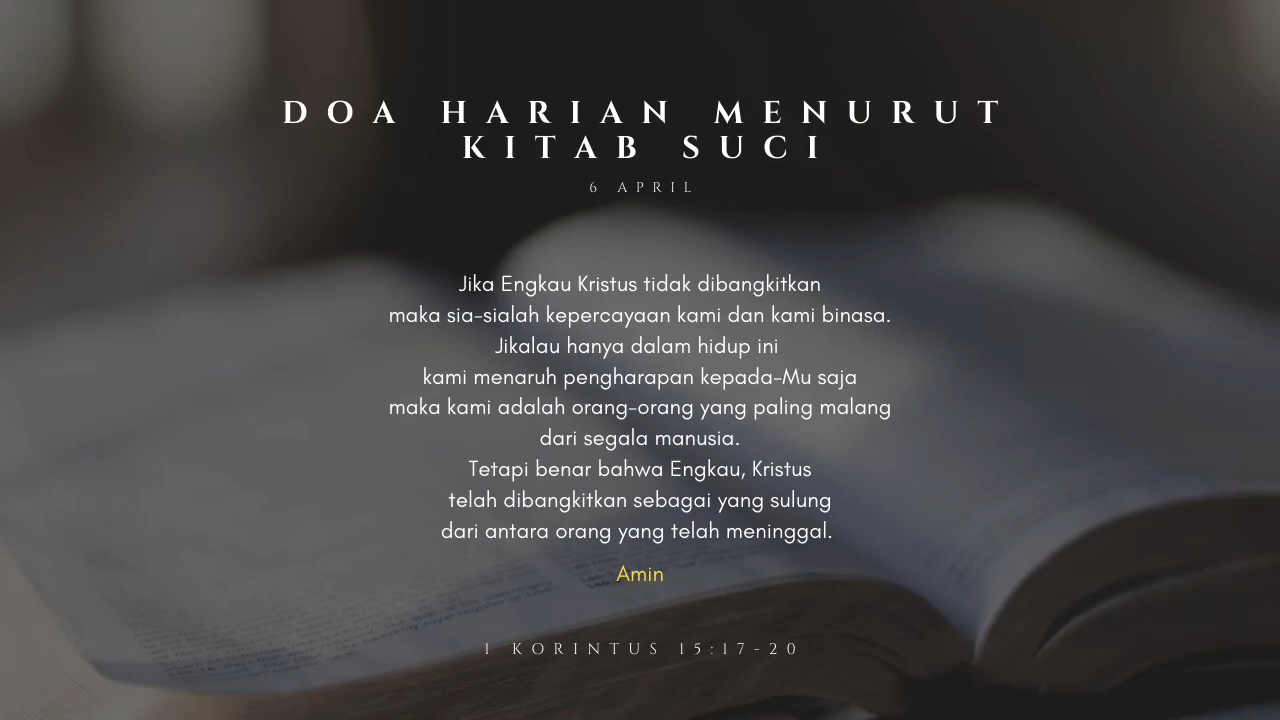 DOA HARIAN MENURUT
KITAB SUCI
6 APRIL
Jika Engkau Kristus tidak dibangkitkan
maka sia-sialah kepercayaan kami dan kami binasa.
Jikalau hanya dalam hidup ini
kami menaruh pengharapan kepada-Mu saja
maka kami adalah orang-orang yang paling malang
dari segala manusia.
Tetapi benar bahwa Engkau, Kristus
telah dibangkitkan sebagai yang sulung
dari antara orang yang telah meninggal.
Amin
1 KORINTUS 15:17-20